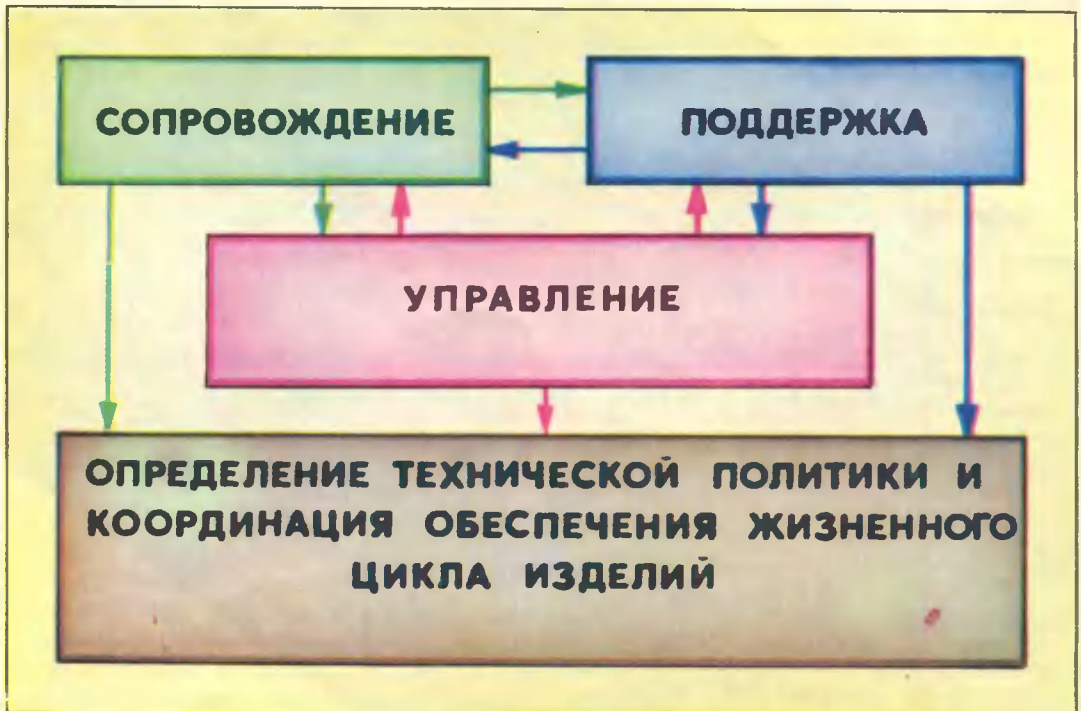 СОПРОВОЖДЕНИЕ
ПОДДЕРЖКА
УПРАВЛЕНИЕ
ОПРЕДЕЛЕНИЕ ТЕХНИЧЕСКОЙ ПОЛИТИКИ И
КООРДИНАЦИЯ ОБЕСПЕЧЕНИЯ ЖИЗНЕННОГО
ЦИКЛА ИЗДЕЛИЙ